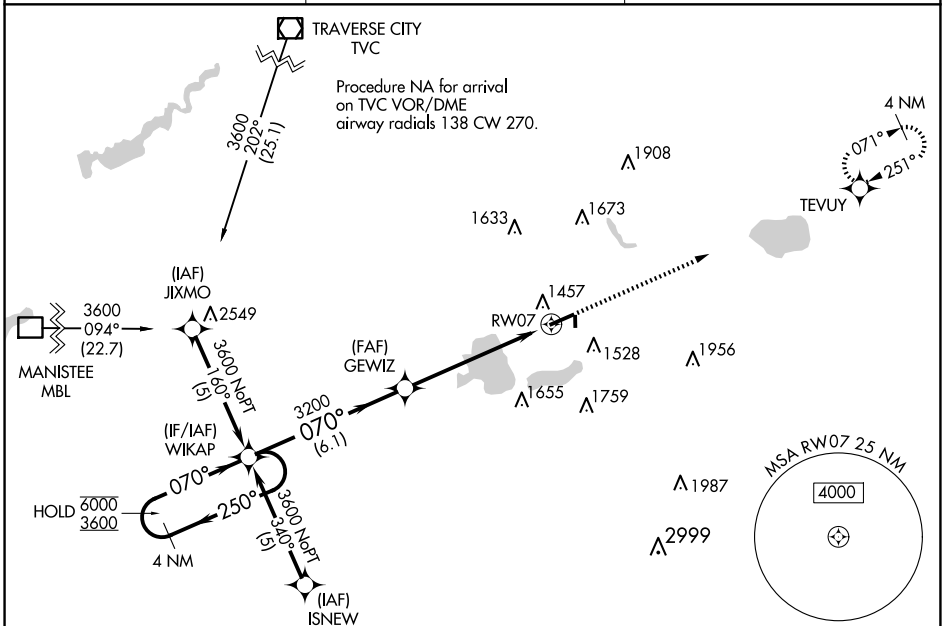 TRAVERSE CITY
TVC
Procedure NA for arrival
on TVC VOR/DME
airway radials 138 CW 270.
3600
202°
(25.1)
4 NM
071°
251°
TEVUY
1908
1633
1673
(IAF)
JIXMO
2549
3600
094°
(22.7)
MANISTEE
MBL
1457
RW07
3600 NoPT
160°
(5)
(FAF)
GEWIZ
1528
1956
1655
1759
3200
070°
(6.1)
(IF/IAF)
WIKAP
070°
250°
HOLD 6000
3600
4 NM
3600 NoPT
340°
(5)
(IAF)
ISNEW
1987
2999
MSA RW07 25 NM
4000